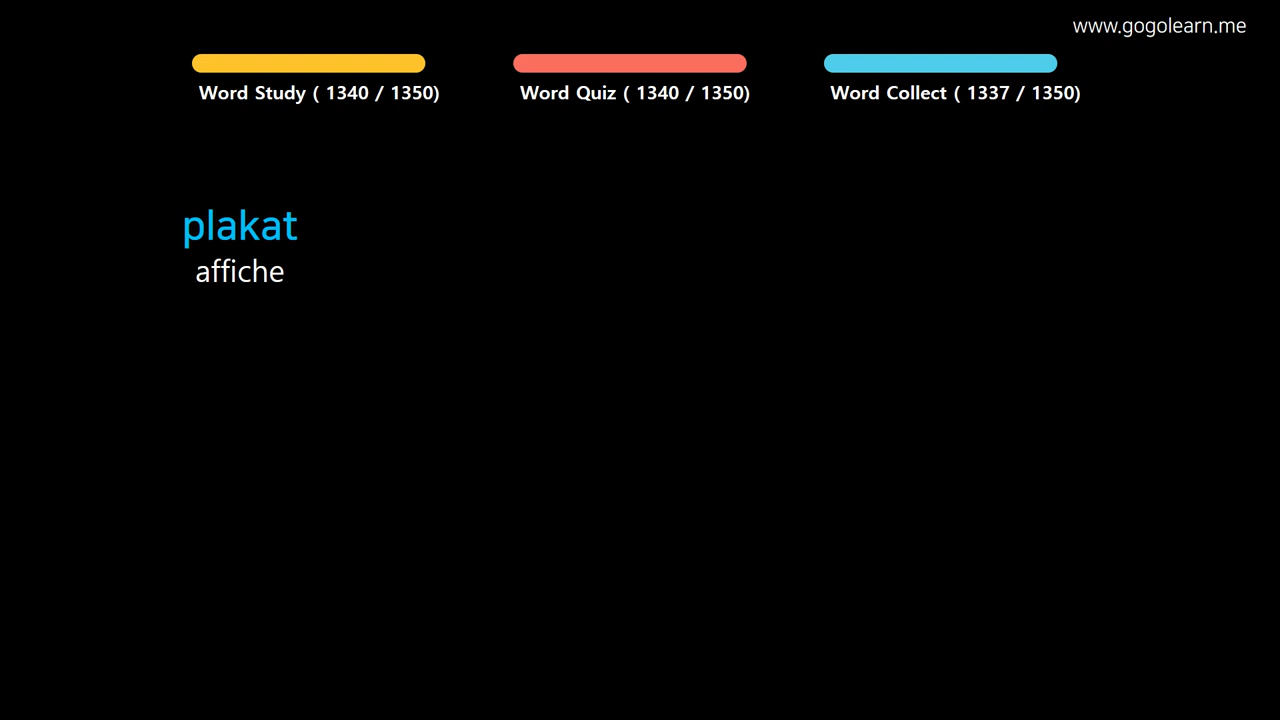 www.gogolearn.me
Word Study ( 1340 / 1350)
Word Quiz ( 1340 / 1350)
Word Collect ( 1337 / 1350)
plakat
affiche